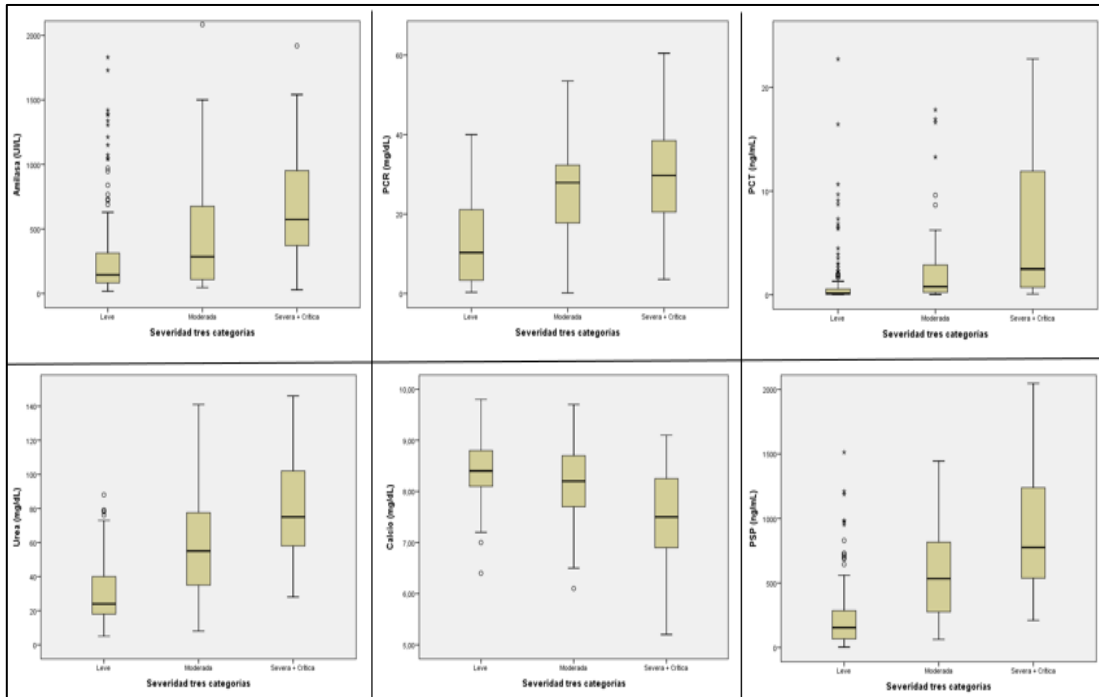 Amilasa (UI/L)
2000
1500
1000
500
0
Leve Moderada Severa + Crítica
Severidad tres categorías
PCR (mg/dL)
60
40
20
0
Leve Moderada Severa + Crítica
Severidad tres categorías
PCT (ng/mL)
20
10
0
Leve Moderada Severa + Crítica
Severidad tres categorías
Urea (mg/dL)
140
120
100
80
60
40
20
0
Leve Moderada Severa + Crítica
Severidad tres categorías
Calcio (mg/dL)
10,00
9,00
8,00
7,00
6,00
5,00
Leve Moderada Severa + Crítica
Severidad tres categorías
PSP (ng/mL)
2000
1500
1000
500
0
Leve Moderada Severa + Crítica
Severidad tres categorías